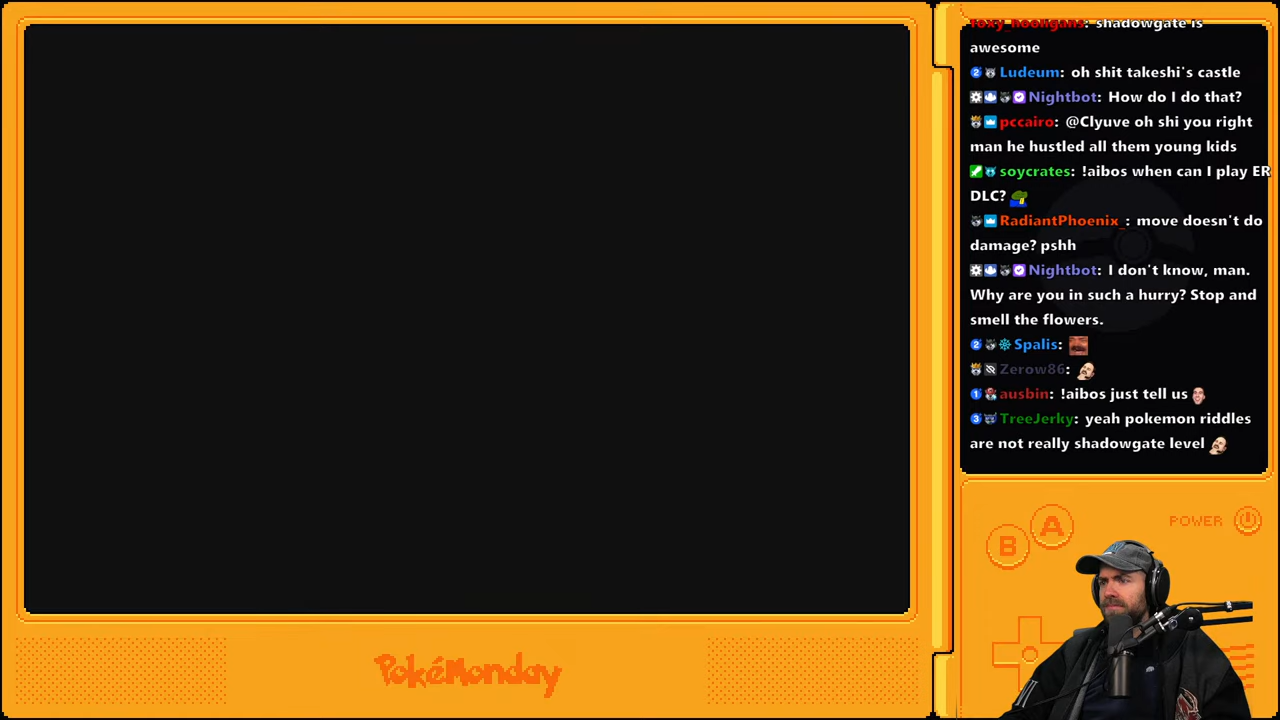 foxy_hooligans: shadowgate is
awesome
Ludeum: oh shit takeshi's castle
Nightbot: How do I do that?
pccairo: @Clyuve oh shi you right
man he hustled all them young kids
soycrates: !aibos when can I play ER
DLC?
RadiantPhoenix_: move doesn't do
damage? pshh
Nightbot: I don't know, man.
Why are you in such a hurry? Stop and
smell the flowers.
Spalis:
Zerow86:
ausbin: !aibos just tell us
TreeJerky: yeah pokemon riddles
are not really shadowgate level
B A POWER
PokéMonday